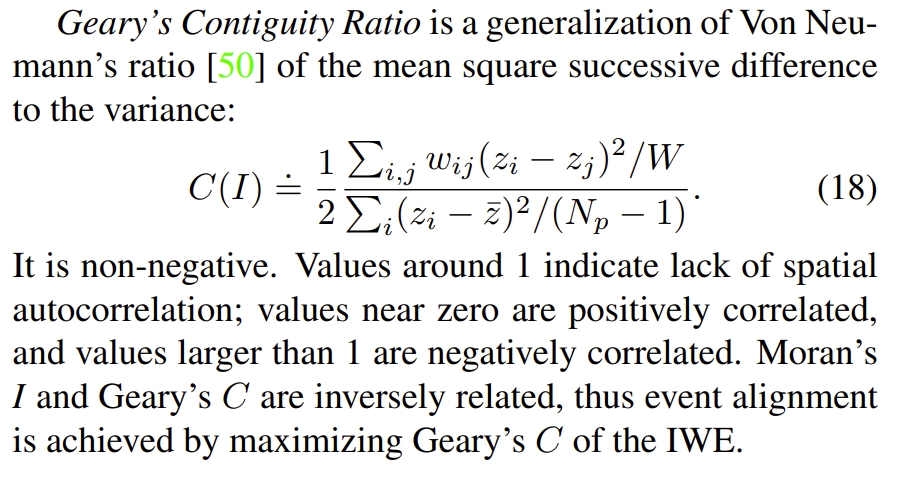 Geary's Contiguity Ratio is a generalization of Von Neu-
mann's ratio [50] of the mean square successive difference
to the variance:
C(I) ≐ \frac{1}{2} \frac{\sum_{i,j} w_{ij}(z_i − z_j)^2/W}{\sum_i (z_i − \bar{z})^2/(N_p − 1)}. (18)
It is non-negative. Values around 1 indicate lack of spatial
autocorrelation; values near zero are positively correlated,
and values larger than 1 are negatively correlated. Moran's
I and Geary's C are inversely related, thus event alignment
is achieved by maximizing Geary's C of the IWE.